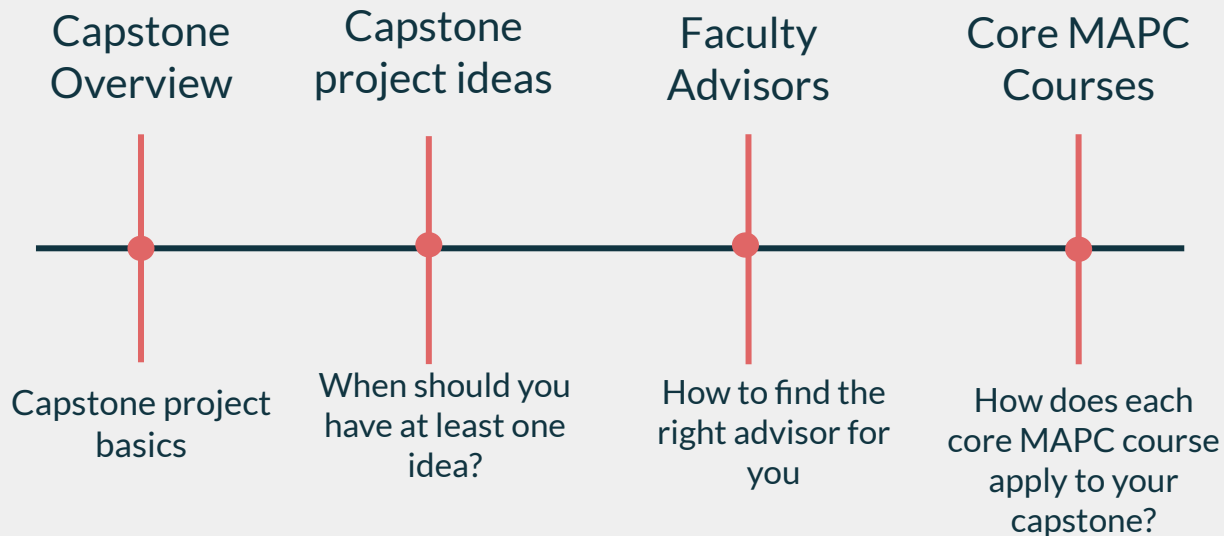 Capstone
Overview
Capstone
project ideas
Faculty
Advisors
Core MAPC
Courses
Capstone project
basics
When should you
have at least one
idea?
How to find the
right advisor for
you
How does each
core MAPC course
apply to your
capstone?